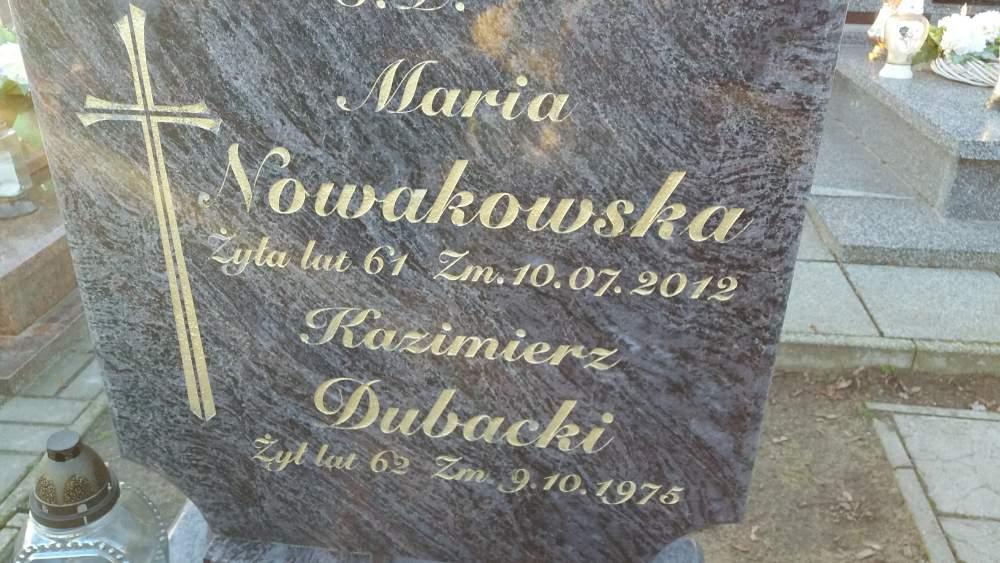 Ś.P.
Maria
Nowakowska
Żyła lat 61 Zm. 10.07.2012
Kazimierz
Dubacki
Żył lat 62 Zm 9.10.1975